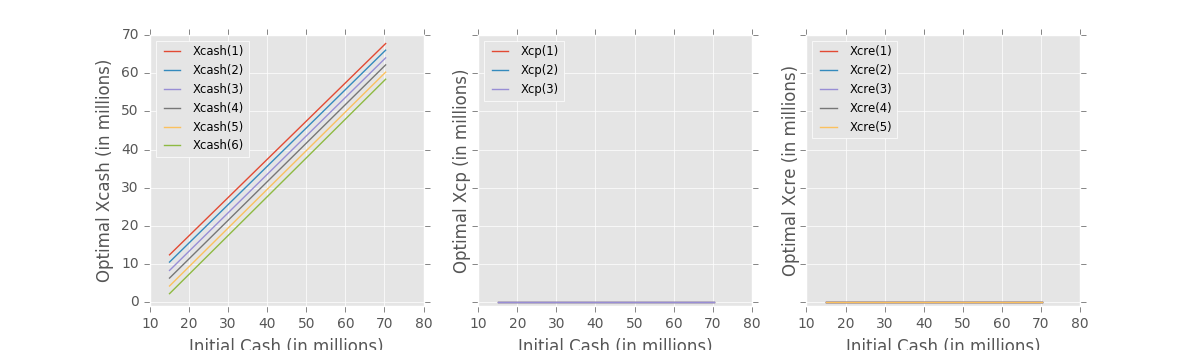 Optimal Xcash (in millions)
70
60
50
40
30
20
10
0
Xcash(1)
Xcash(2)
Xcash(3)
Xcash(4)
Xcash(5)
Xcash(6)
10 20 30 40 50 60 70 80
Initial Cash (in millions)
Optimal Xcp (in millions)
Xcp(1)
Xcp(2)
Xcp(3)
10 20 30 40 50 60 70 80
Initial Cash (in millions)
Optimal Xcre (in millions)
Xcre(1)
Xcre(2)
Xcre(3)
Xcre(4)
Xcre(5)
10 20 30 40 50 60 70 80
Initial Cash (in millions)